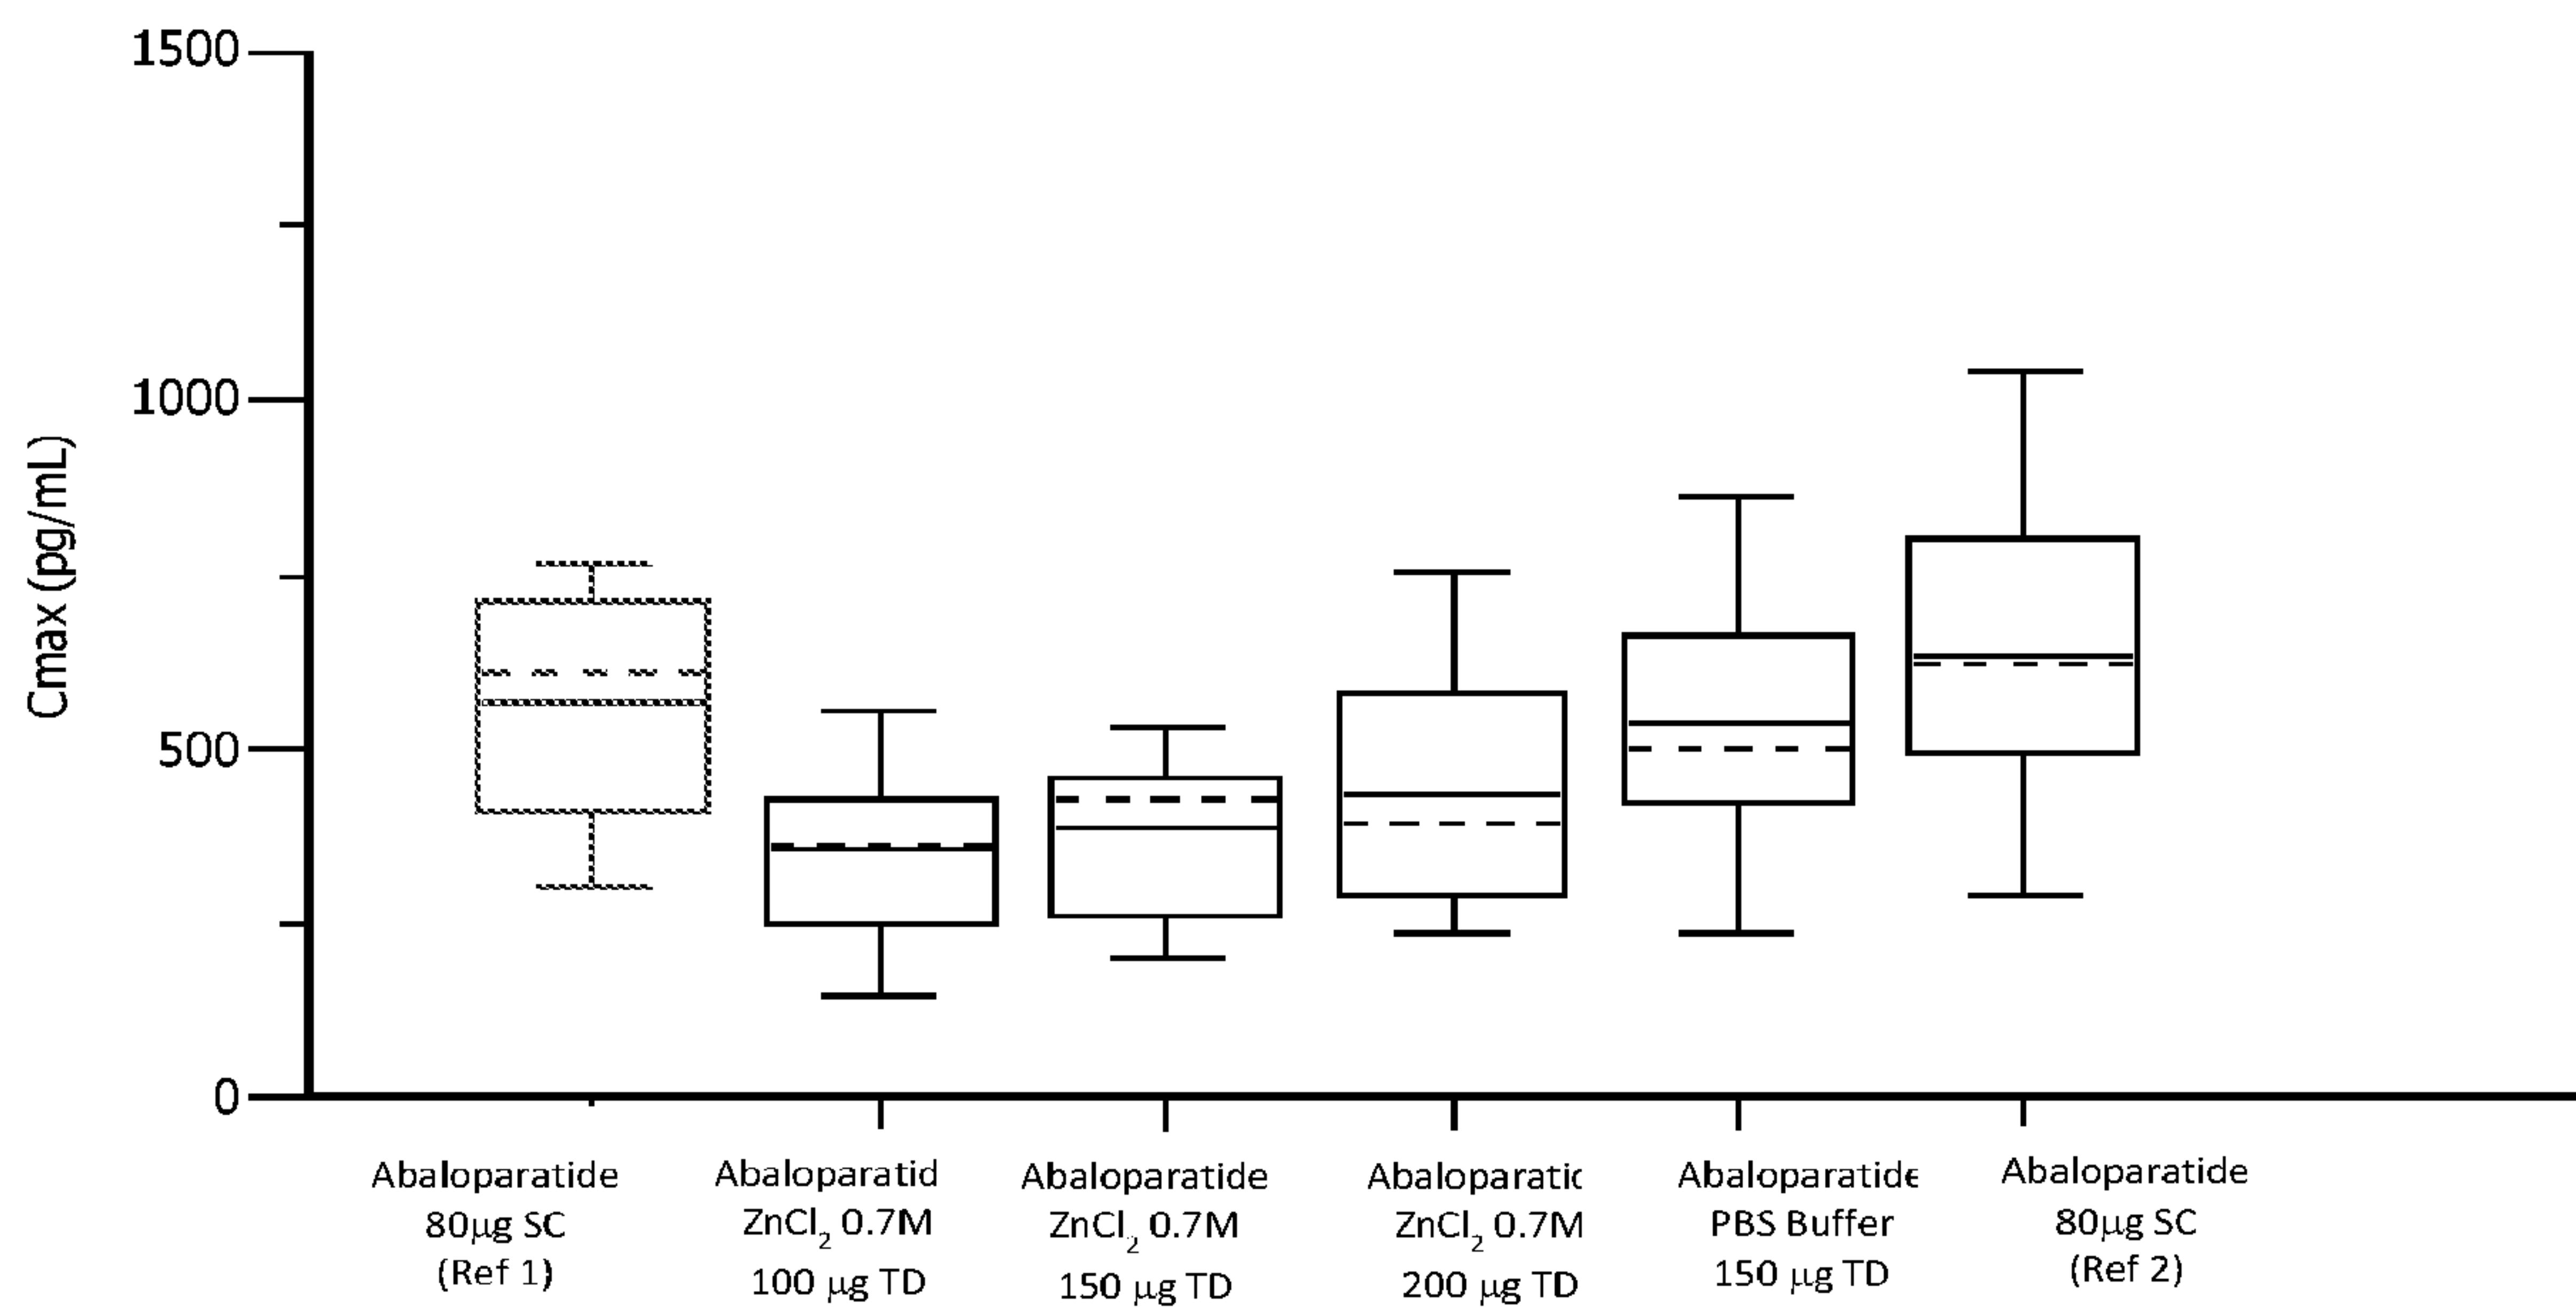 1500
1000
500
0
Cmax (pg/mL)
Abaloparatide
80μg SC
(Ref 1)
Abaloparatid
ZnCl₂ 0.7M
100 μg TD
Abaloparatide
ZnCl₂ 0.7M
150 μg TD
Abaloparatic
ZnCl₂ 0.7M
200 μg TD
Abaloparatide
PBS Buffer
150 μg TD
Abaloparatide
80μg SC
(Ref 2)